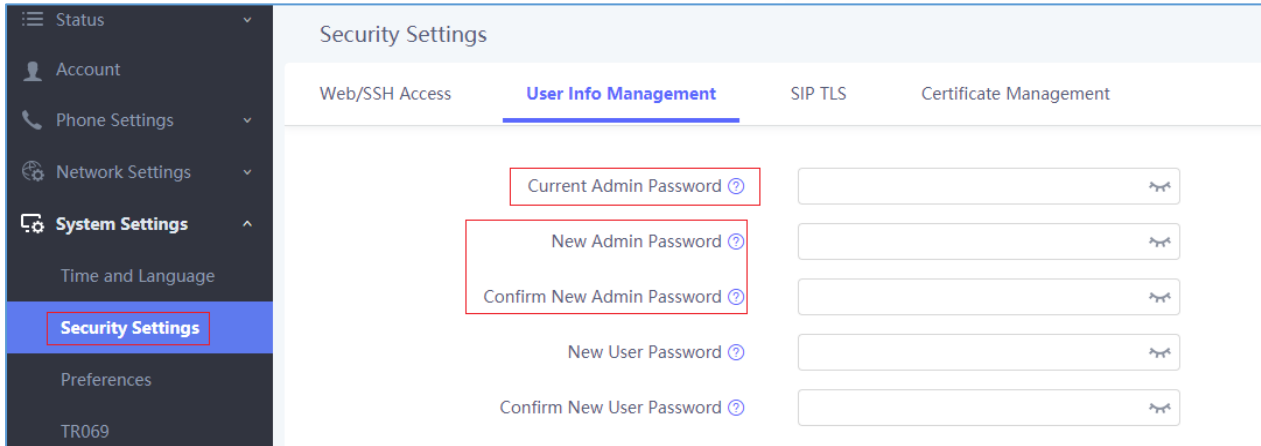 Status
Account
Phone Settings
Network Settings
System Settings
Time and Language
Security Settings
Preferences
TR069
Security Settings
Web/SSH Access User Info Management SIP TLS Certificate Management
Current Admin Password ?
New Admin Password ?
Confirm New Admin Password ?
New User Password ?
Confirm New User Password ?